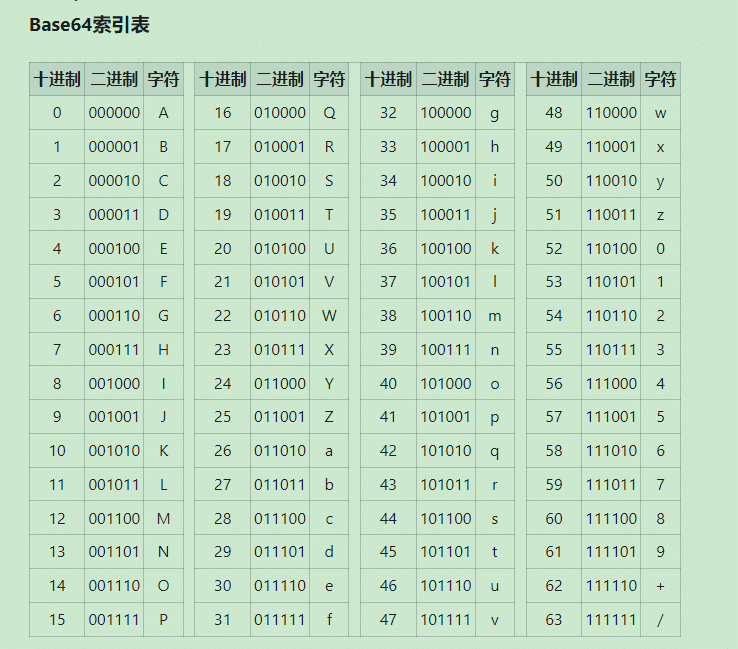 Base64索引表
十进制 二进制 字符 十进制 二进制 字符 十进制 二进制 字符 十进制 二进制 字符
0 000000 A 16 010000 Q 32 100000 g 48 110000 w
1 000001 B 17 010001 R 33 100001 h 49 110001 x
2 000010 C 18 010010 S 34 100010 i 50 110010 y
3 000011 D 19 010011 T 35 100011 j 51 110011 z
4 000100 E 20 010100 U 36 100100 k 52 110100 0
5 000101 F 21 010101 V 37 100101 l 53 110101 1
6 000110 G 22 010110 W 38 100110 m 54 110110 2
7 000111 H 23 010111 X 39 100111 n 55 110111 3
8 001000 I 24 011000 Y 40 101000 o 56 111000 4
9 001001 J 25 011001 Z 41 101001 p 57 111001 5
10 001010 K 26 011010 a 42 101010 q 58 111010 6
11 001011 L 27 011011 b 43 101011 r 59 111011 7
12 001100 M 28 011100 c 44 101100 s 60 111100 8
13 001101 N 29 011101 d 45 101101 t 61 111101 9
14 001110 O 30 011110 e 46 101110 u 62 111110 +
15 001111 P 31 011111 f 47 101111 v 63 111111 /